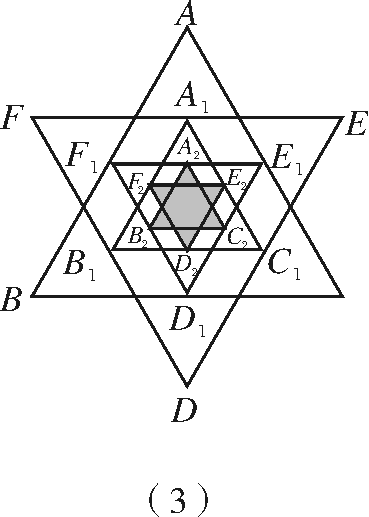 A
F A₁ E
F₁ A₂ E₁
F₂ E₂
B₂ C₂
B₁ D₂ C₁
B D₁
D
(3)